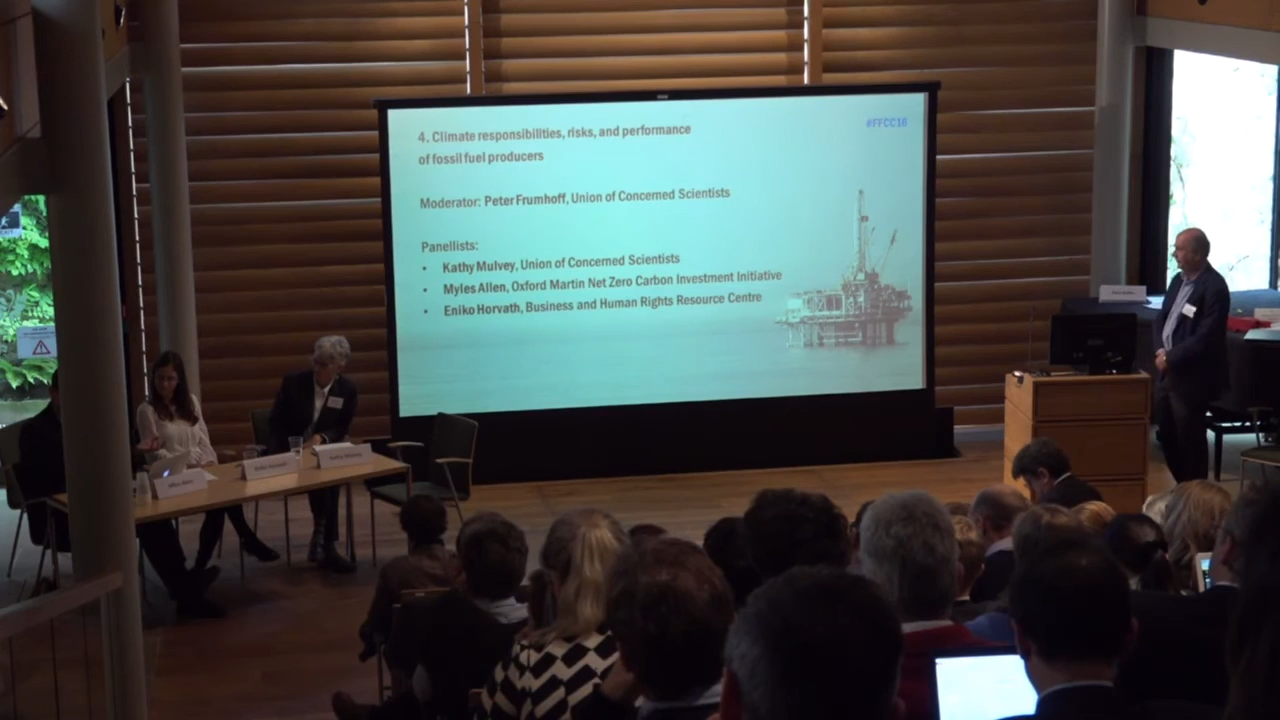 4. Climate responsibilities, risks, and performance
of fossil fuel producers
#FFCC16
Moderator: Peter Frumhoff, Union of Concerned Scientists
Panellists:
• Kathy Mulvey, Union of Concerned Scientists
• Myles Allen, Oxford Martin Net Zero Carbon Investment Initiative
• Eniko Horvath, Business and Human Rights Resource Centre